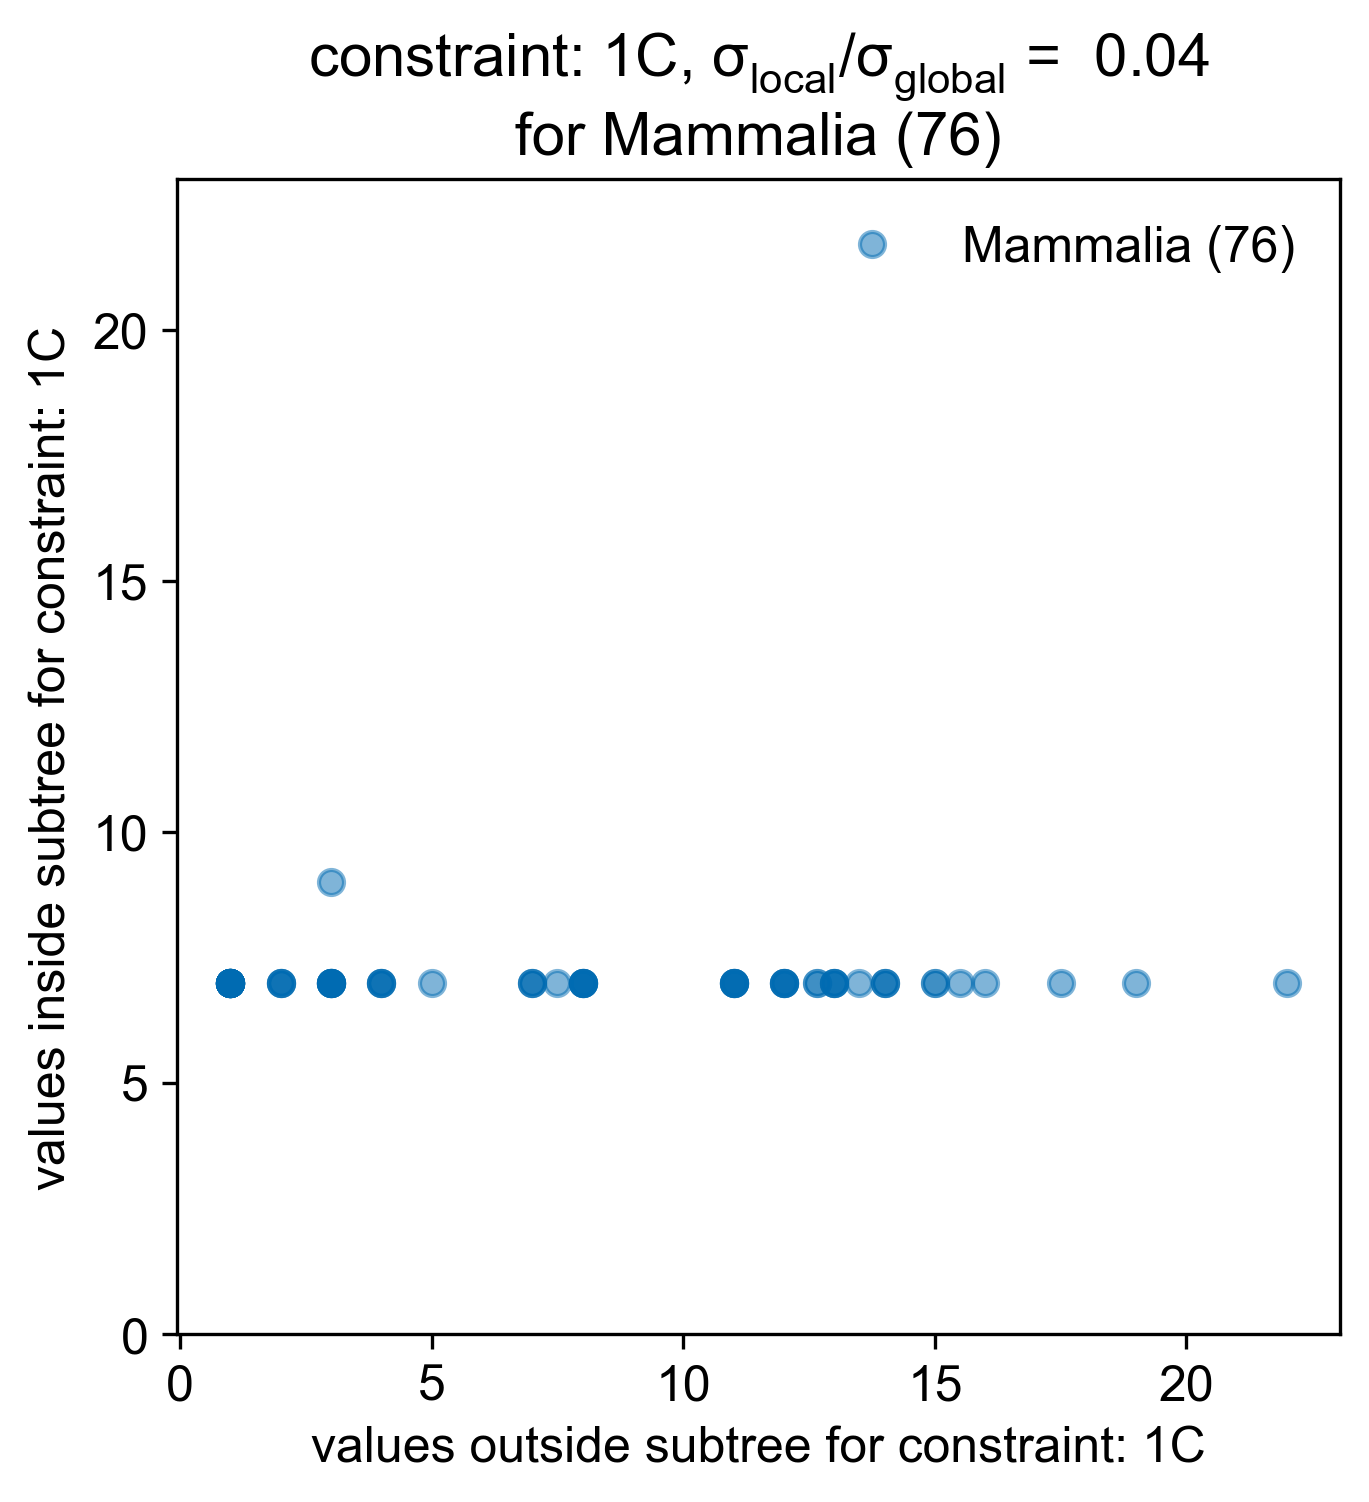 constraint: 1C, σlocal/σglobal = 0.04
for Mammalia (76)
Mammalia (76)
values inside subtree for constraint: 1C
20
15
10
5
0
0 5 10 15 20
values outside subtree for constraint: 1C